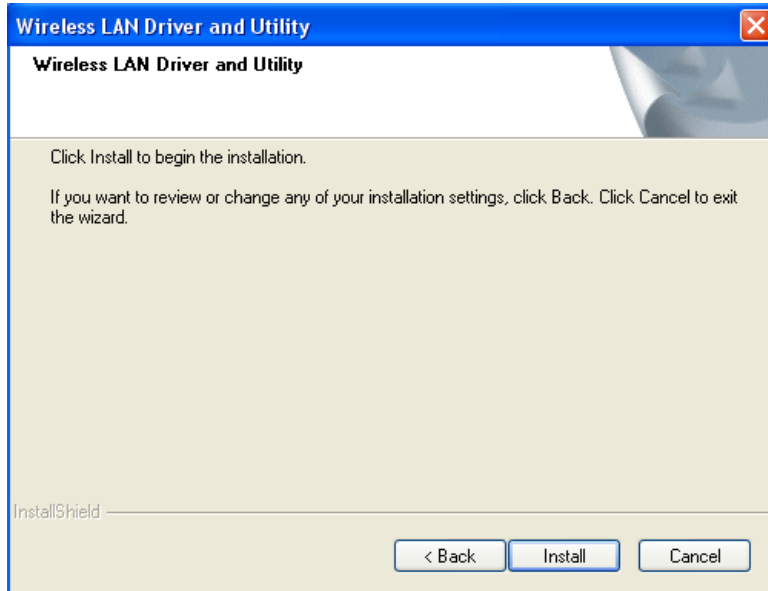 Wireless LAN Driver and Utility
Wireless LAN Driver and Utility
Click Install to begin the installation.
If you want to review or change any of your installation settings, click Back. Click Cancel to exit
the wizard.
InstallShield
< Back
Install
Cancel